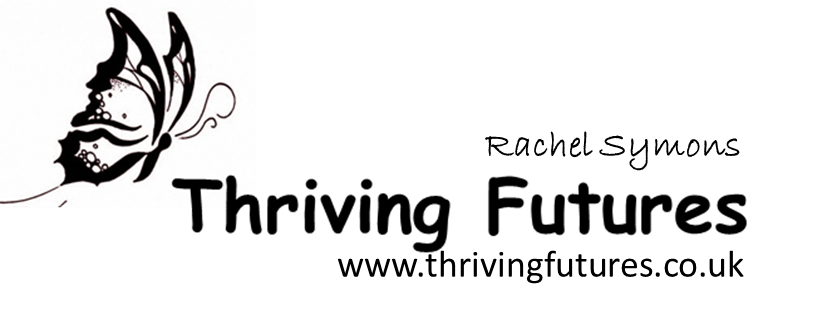 Rachel Symons
Thriving Futures
www.thrivingfutures.co.uk